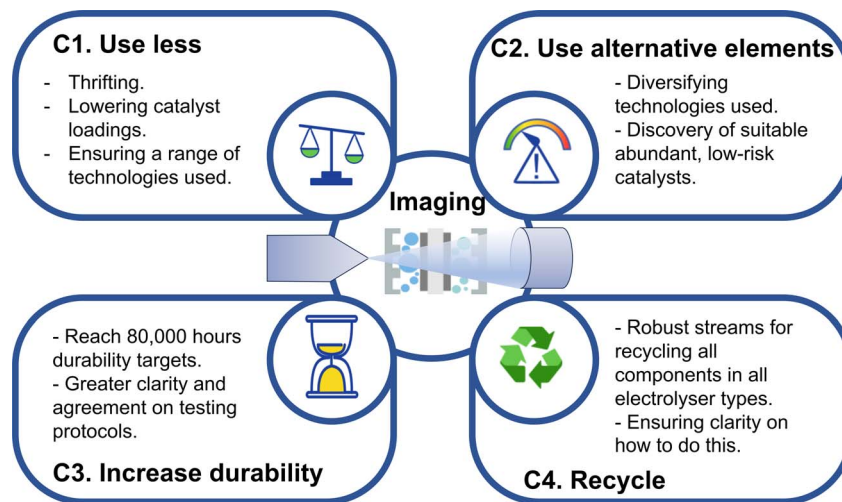 C1. Use less
- Thrifting.
- Lowering catalyst
loadings.
- Ensuring a range of
technologies used.
C2. Use alternative elements
- Diversifying
technologies used.
- Discovery of suitable
abundant, low-risk
catalysts.
Imaging
- Reach 80,000 hours
durability targets.
- Greater clarity and
agreement on testing
protocols.
C3. Increase durability
- Robust streams for
recycling all
components in all
electrolyser types.
- Ensuring clarity on
how to do this.
C4. Recycle